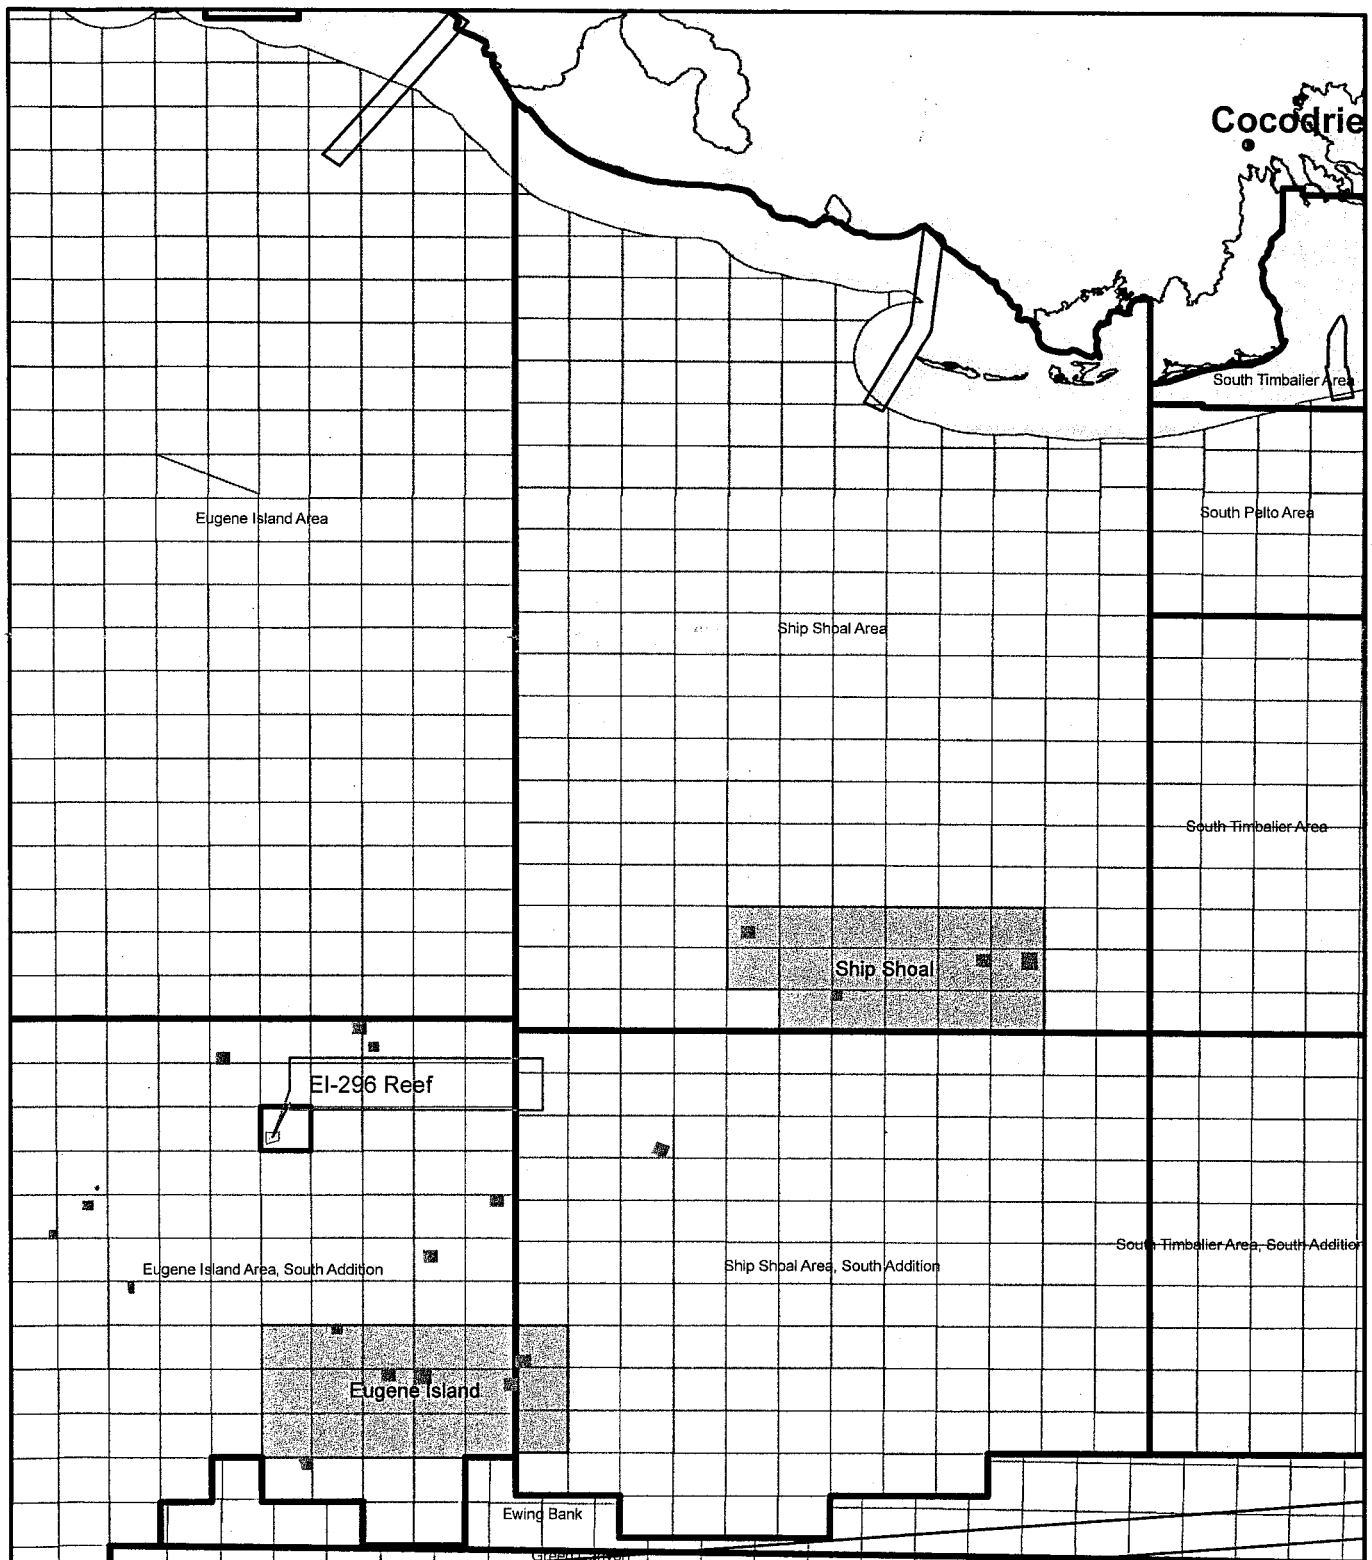 Cocodrie
South Timbalier Area
South Pelto Area
Eugene Island Area
Ship Shoal Area
South Timbalier Area
Ship Shoal
EI-296 Reef
South Timbalier Area, South Addition
Ship Shoal Area, South Addition
Eugene Island Area, South Addition
Eugene Island
Ewing Bank
Green Canyon